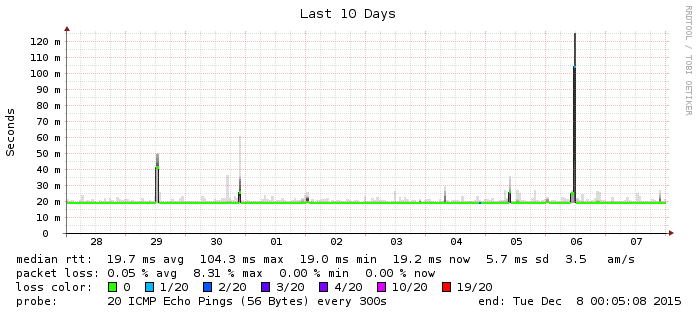 Last 10 Days
RRDTOOL / TOBI OETIKER
Seconds
120 m
110 m
100 m
90 m
80 m
70 m
60 m
50 m
40 m
30 m
20 m
10 m
0
28 29 30 01 02 03 04 05 06 07
median rtt: 19.7 ms avg 104.3 ms max 19.0 ms min 19.2 ms now 5.7 ms sd 3.5 am/s
packet loss: 0.05 % avg 8.31 % max 0.00 % min 0.00 % now
loss color: 0 1/20 2/20 3/20 4/20 10/20 19/20
probe: 20 ICMP Echo Pings (56 Bytes) every 300s end: Tue Dec 8 00:05:08 2015